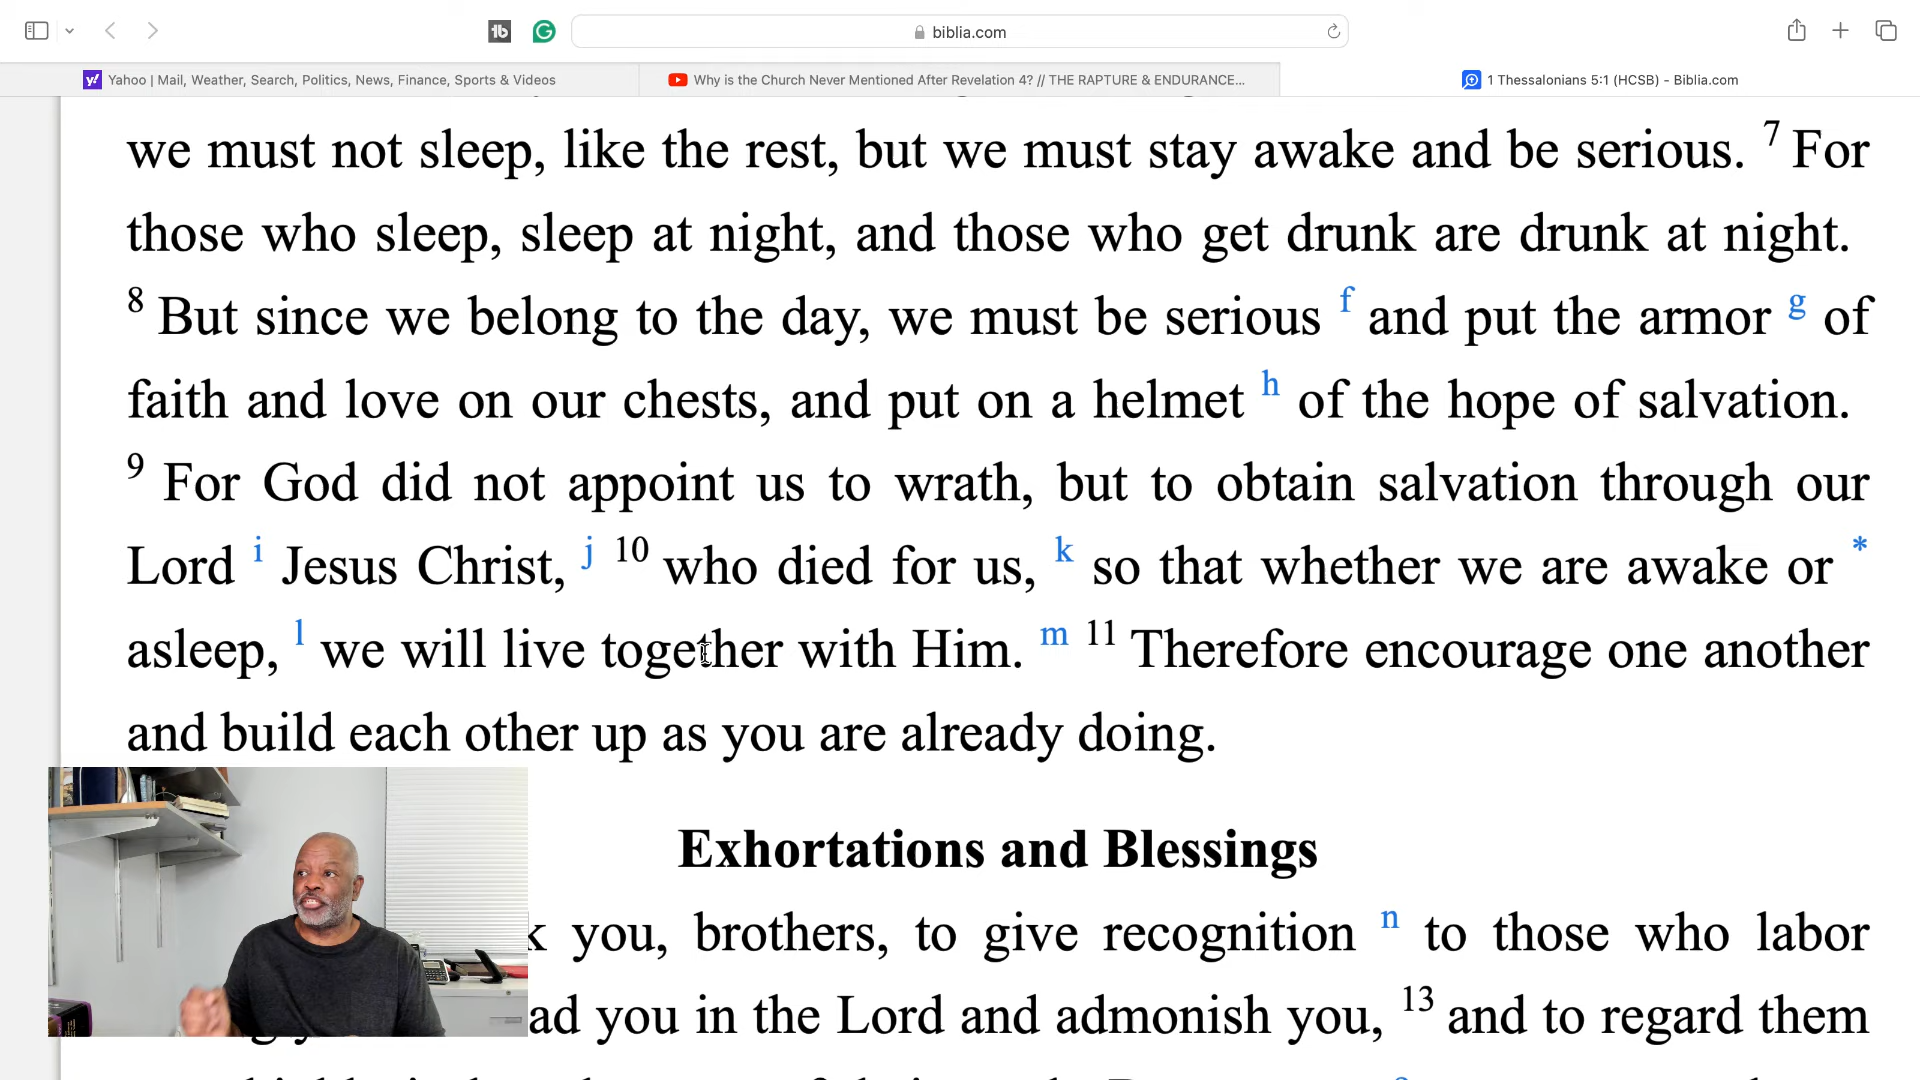 biblia.com
Yahoo | Mail, Weather, Search, Politics, News, Finance, Sports & Videos
Why is the Church Never Mentioned After Revelation 4? // THE RAPTURE & ENDURANCE...
1 Thessalonians 5:1 (HCSB) - Biblia.com
we must not sleep, like the rest, but we must stay awake and be serious. 7 For
those who sleep, sleep at night, and those who get drunk are drunk at night.
8 But since we belong to the day, we must be serious f and put the armor g of
faith and love on our chests, and put on a helmet h of the hope of salvation.
9 For God did not appoint us to wrath, but to obtain salvation through our
Lord i Jesus Christ, j 10 who died for us, k so that whether we are awake or *
asleep, l we will live together with Him. m 11 Therefore encourage one another
and build each other up as you are already doing.
Exhortations and Blessings
you, brothers, to give recognition n to those who labor
you in the Lord and admonish you, 13 and to regard them